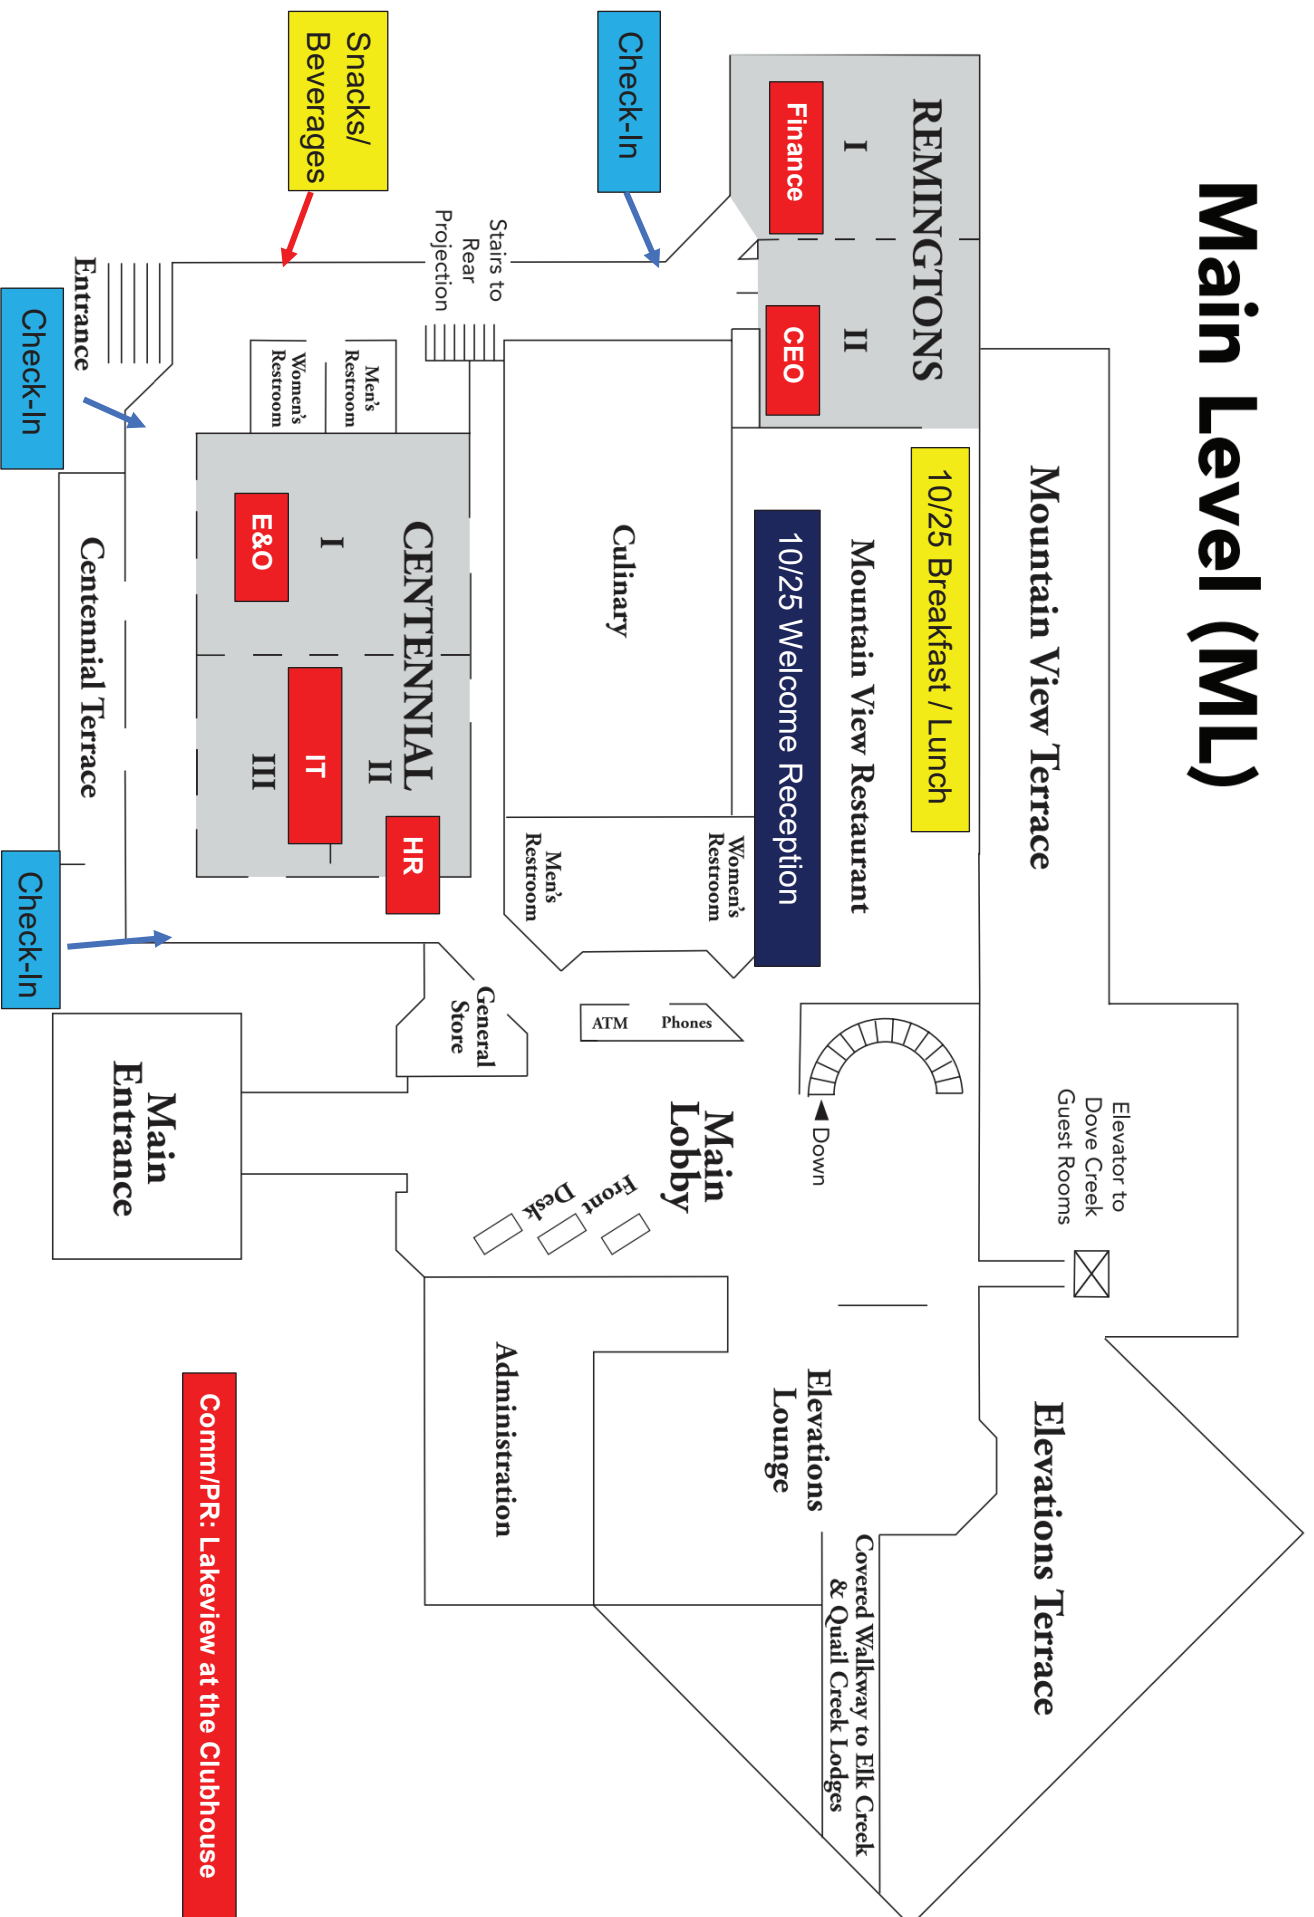 Main Level (ML)
Mountain View Terrace
Elevator to
Dove Creek
Guest Rooms
Elevations Terrace
REMINGTONS
I
II
Finance
CEO
10/25 Breakfast / Lunch
Mountain View Restaurant
10/25 Welcome Reception
Down
Elevations
Lounge
Covered Walkway to Elk Creek
& Quail Creek Lodges
Check-In
Culinary
Women's
Restroom
Men's
Restroom
Phones
ATM
Main
Lobby
Front
Desk
Stairs to
Rear
Projection
General
Store
Administration
Snacks/
Beverages
Men's
Restroom
Women's
Restroom
CENTENNIAL
I
II
III
E&O
IT
HR
Entrance
Check-In
Centennial Terrace
Check-In
Main
Entrance
Comm/PR: Lakeview at the Clubhouse